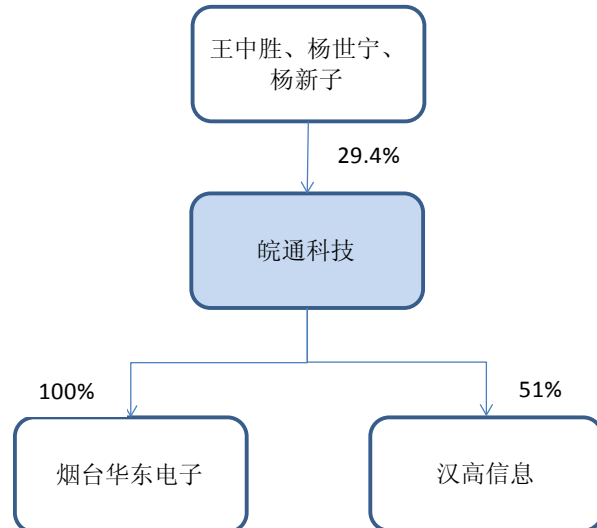 王中胜、杨世宁、
杨新子
29.4%
皖通科技
100%
51%
烟台华东电子
汉高信息